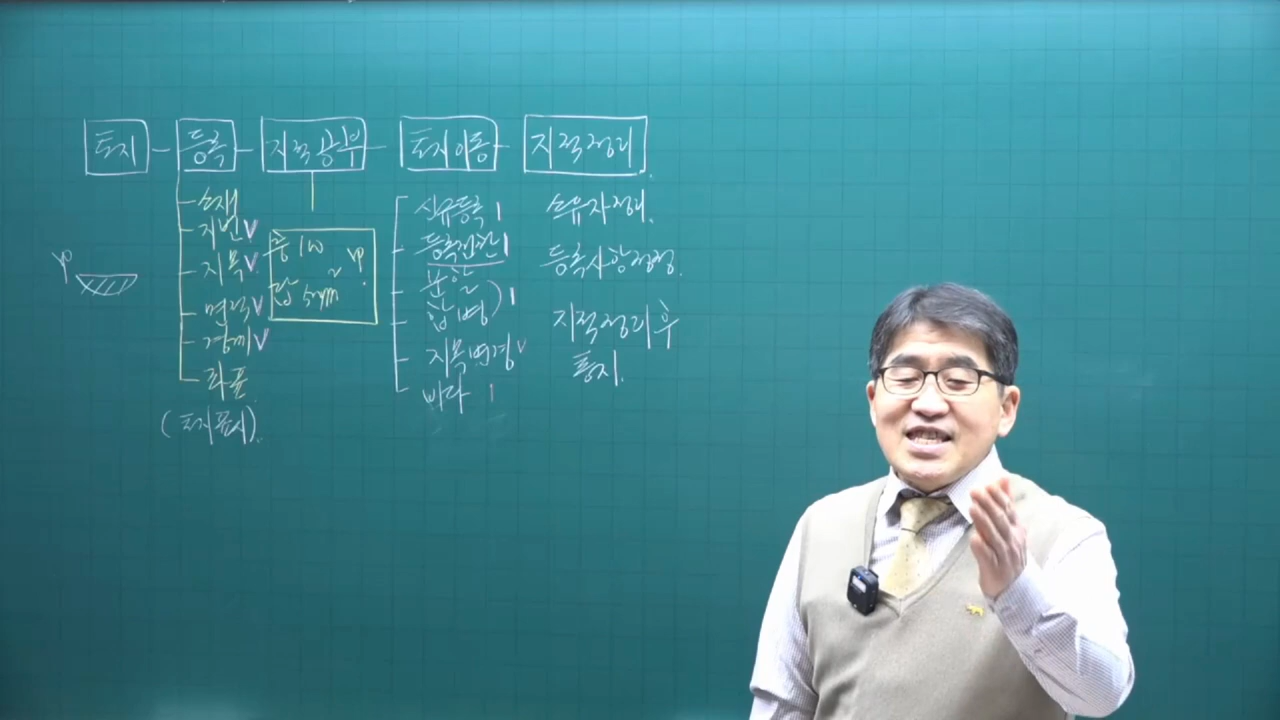 토지 등록 지적공부 토지이동 지적정리
소재
지번
지목
면적
경계
좌표
(토지표시).
신규등록
등록전환
분할
합병)
지목변경
바다
소유자정리.
등록사항정정.
지적정리 후
통지.